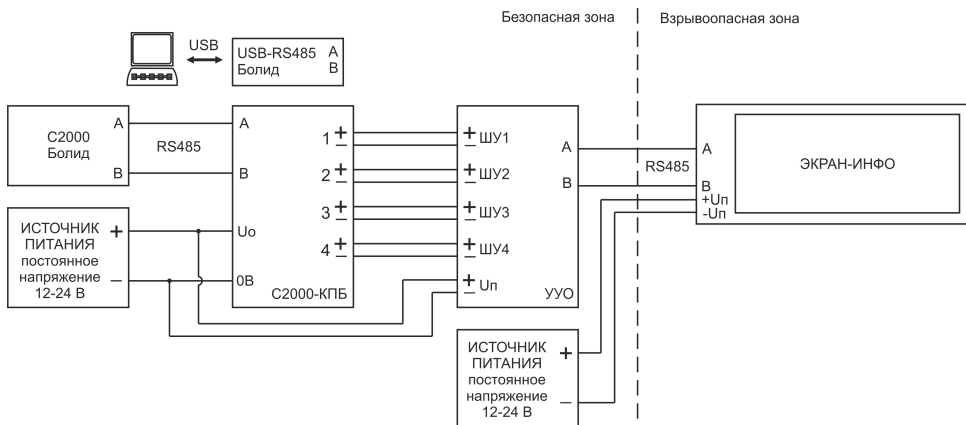 Безопасная зона
Взрывоопасная зона
USB
USB-RS485 A
Болид B
C2000
Болид
A
B
RS485
A
B
Uo
0В
1 + −
2 + −
3 + −
4 + −
С2000-КПБ
+ − ШУ1
+ − ШУ2
+ − ШУ3
+ − ШУ4
+ − Uп
A
B
УУО
RS485
A
B
+Uп
-Uп
ЭКРАН-ИНФО
ИСТОЧНИК
ПИТАНИЯ
постоянное
напряжение
12-24 В
+
−
ИСТОЧНИК
ПИТАНИЯ
постоянное
напряжение
12-24 В
+
−